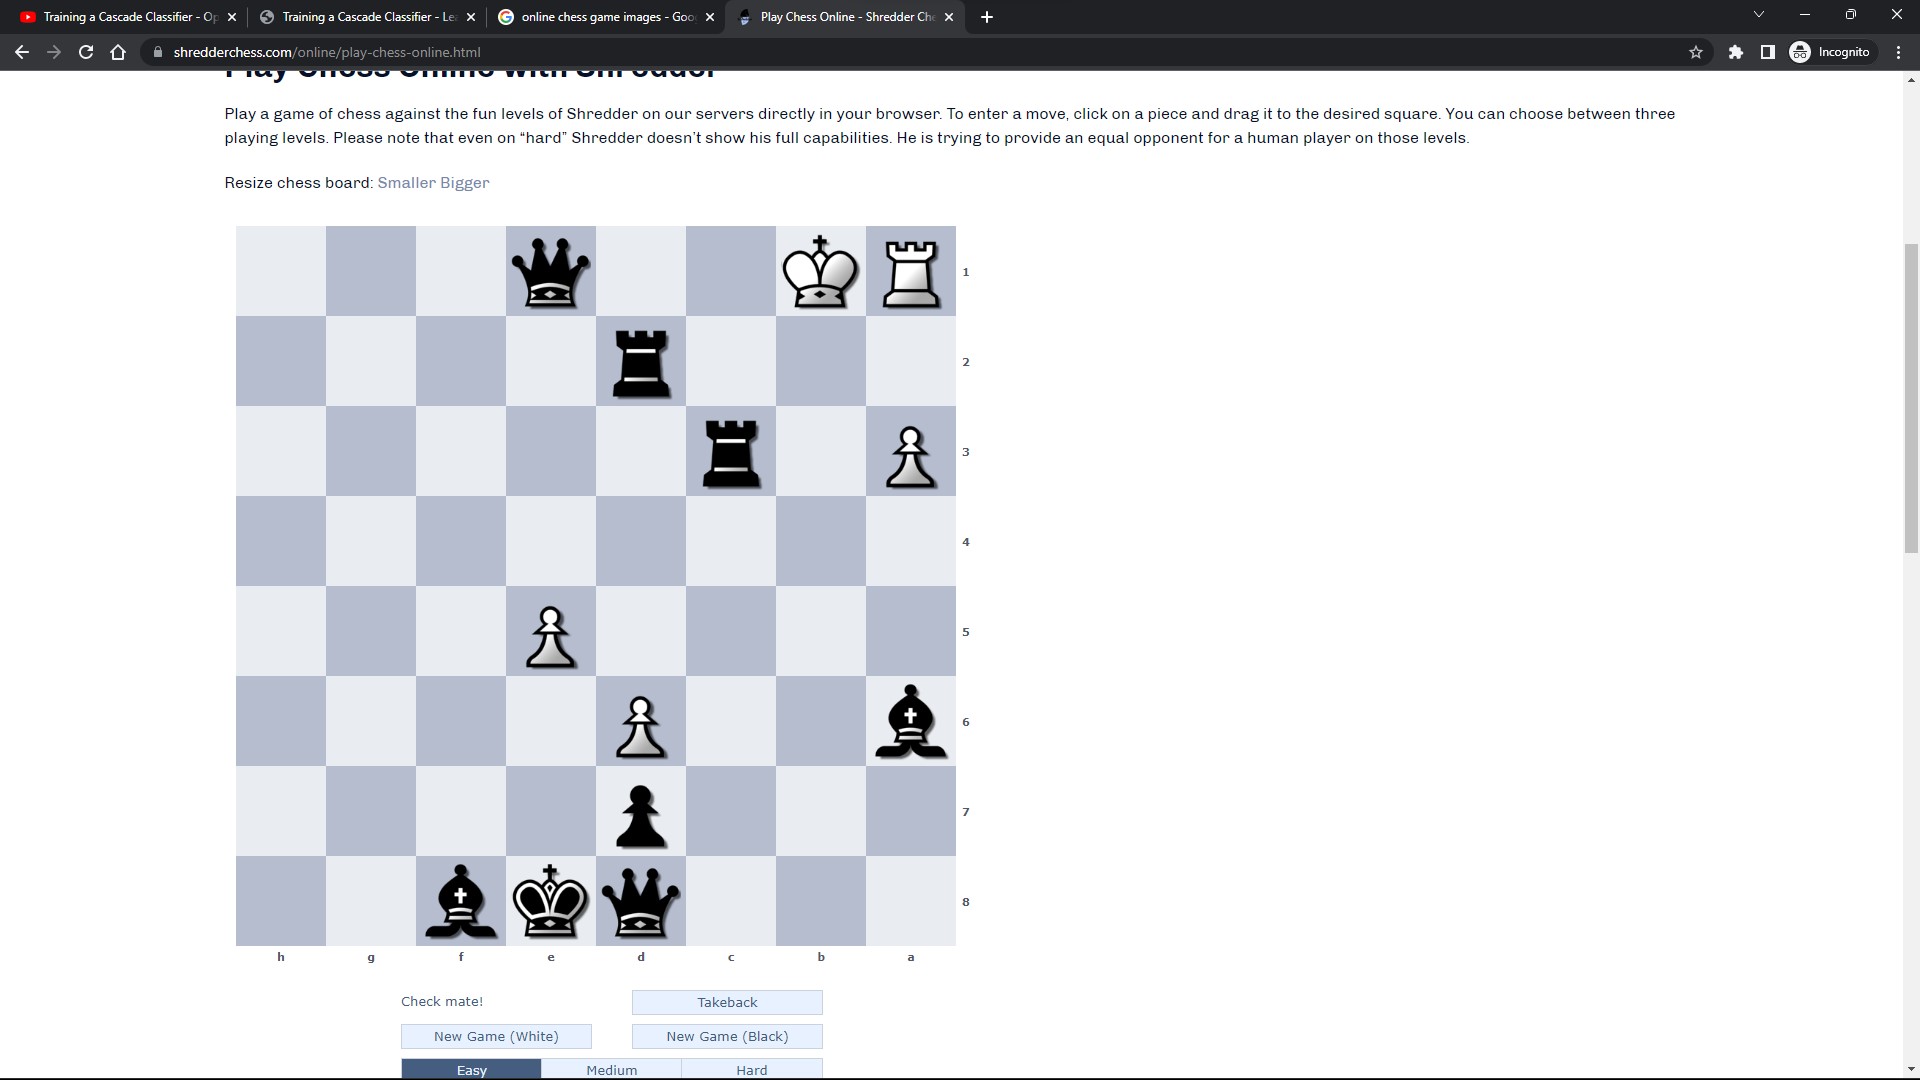 Training a Cascade Classifier - Op
Training a Cascade Classifier - Le
online chess game images - Goo
Play Chess Online - Shredder Che
shredderchess.com/online/play-chess-online.html
Incognito
Play Chess Online with Shredder
Play a game of chess against the fun levels of Shredder on our servers directly in your browser. To enter a move, click on a piece and drag it to the desired square. You can choose between three
playing levels. Please note that even on “hard” Shredder doesn’t show his full capabilities. He is trying to provide an equal opponent for a human player on those levels.
Resize chess board: Smaller Bigger
1
2
3
4
5
6
7
8
h g f e d c b a
Check mate! Takeback
New Game (White) New Game (Black)
Easy Medium Hard